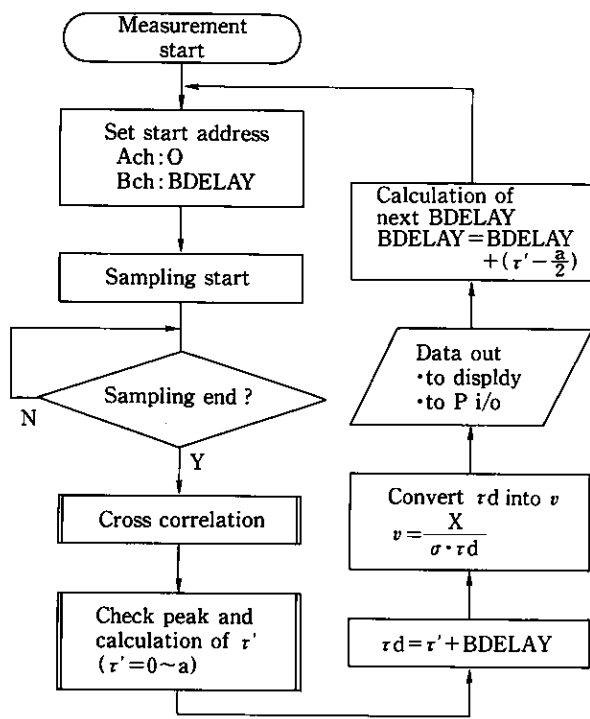 Measurement
start
Set start address
Ach:O
Bch:BDELAY
Sampling start
Sampling end ?
N
Y
Cross correlation
Check peak and
calculation of τ'
(τ'=0~a)
τd=τ'+BDELAY
Convert τd into v
v=X/σ·τd
Data out
·to displdy
·to P i/o
Calculation of
next BDELAY
BDELAY=BDELAY
+(τ'-a/2)